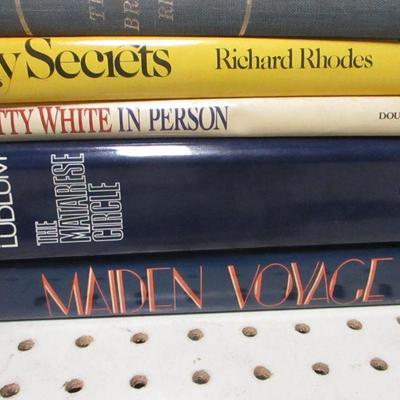 y Secrets Richard Rhodes
TTY WHITE IN PERSON DOU
LUDLUM THE MATARESE CIRCLE
MAIDEN VOYAGE